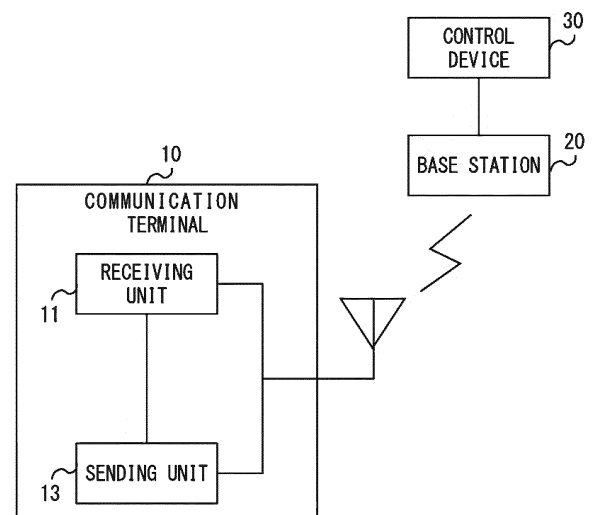 30
CONTROL
DEVICE
20
BASE STATION
10
COMMUNICATION
TERMINAL
RECEIVING
UNIT
11
SENDING UNIT
13